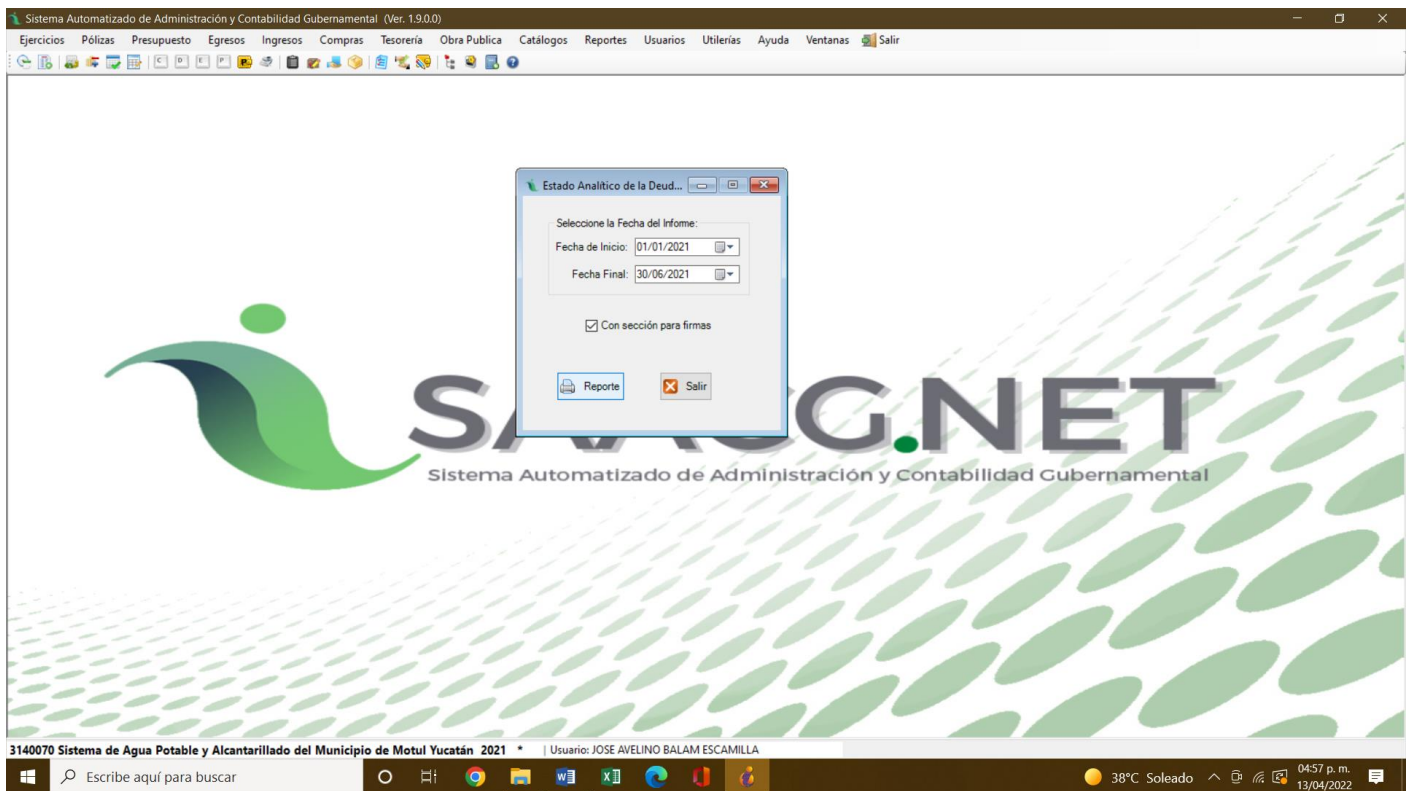 Sistema Automatizado de Administración y Contabilidad Gubernamental (Ver. 1.9.0.0)
Ejercicios Pólizas Presupuesto Egresos Ingresos Compras Tesorería Obra Publica Catálogos Reportes Usuarios Utilerías Ayuda Ventanas Salir
C D E P
Estado Analítico de la Deud...
Seleccione la Fecha del Informe:
Fecha de Inicio: 01/01/2021
Fecha Final: 30/06/2021
Con sección para firmas
Reporte Salir
G.NET
Sistema Automatizado de Administración y Contabilidad Gubernamental
3140070 Sistema de Agua Potable y Alcantarillado del Municipio de Motul Yucatán 2021 * | Usuario: JOSE AVELINO BALAM ESCAMILLA
Escribe aquí para buscar
38°C Soleado
04:57 p. m.
13/04/2022